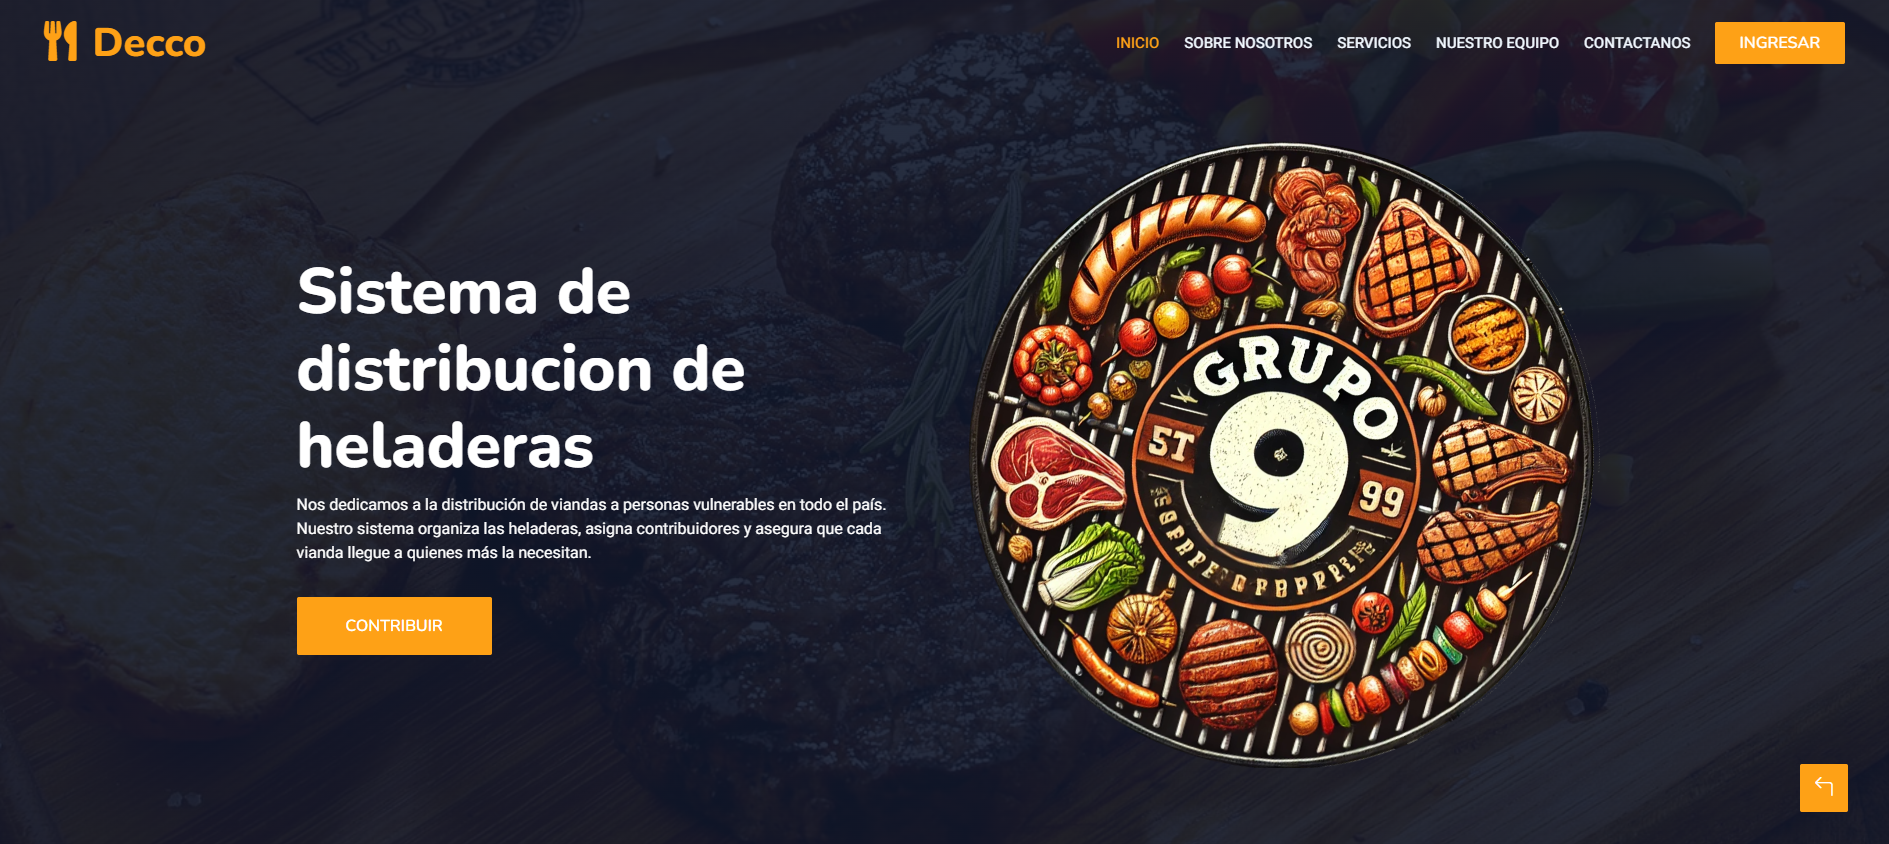 Decco
INICIO
SOBRE NOSOTROS
SERVICIOS
NUESTRO EQUIPO
CONTACTANOS
INGRESAR
Sistema de
distribucion de
heladeras
Nos dedicamos a la distribución de viandas a personas vulnerables en todo el país.
Nuestro sistema organiza las heladeras, asigna contribuidores y asegura que cada
vianda llegue a quienes más la necesitan.
CONTRIBUIR
GRUPO
5T
9
99